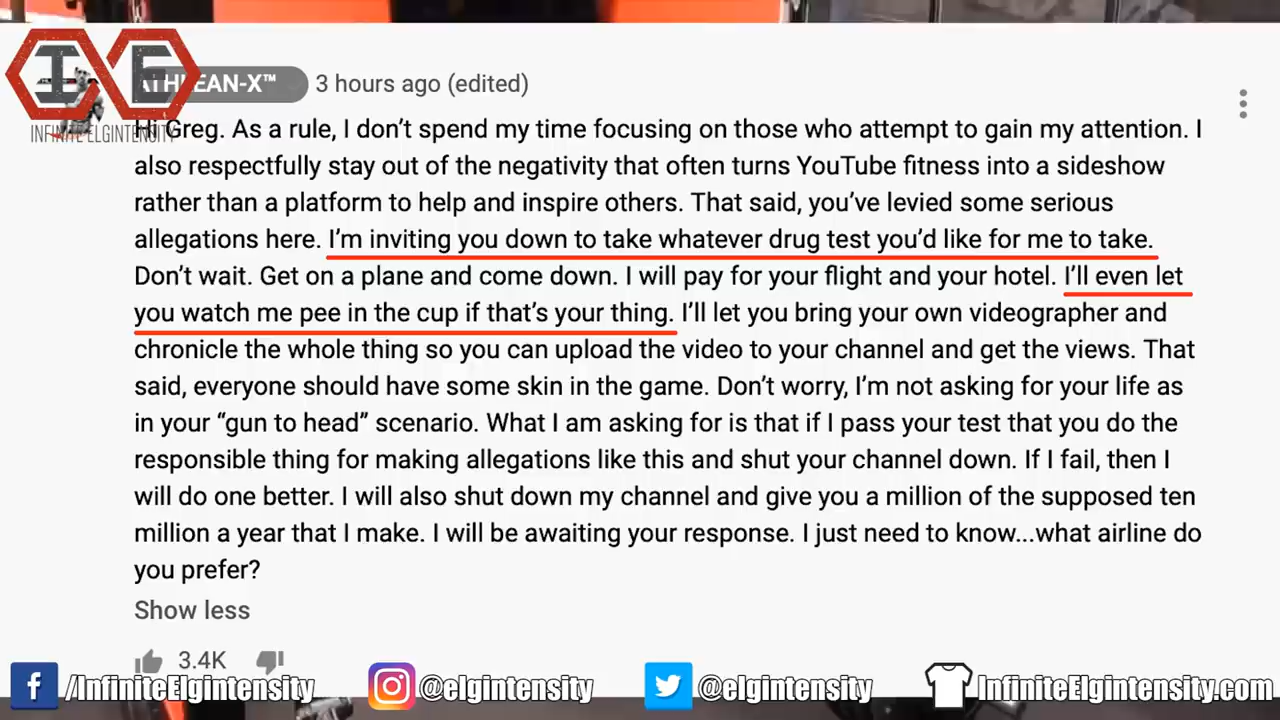 IE
INFINITE ELGINTENSITY
ATHLEAN-X™ 3 hours ago (edited)
Hi Greg. As a rule, I don’t spend my time focusing on those who attempt to gain my attention. I
also respectfully stay out of the negativity that often turns YouTube fitness into a sideshow
rather than a platform to help and inspire others. That said, you’ve levied some serious
allegations here. I’m inviting you down to take whatever drug test you’d like for me to take.
Don’t wait. Get on a plane and come down. I will pay for your flight and your hotel. I’ll even let
you watch me pee in the cup if that’s your thing. I’ll let you bring your own videographer and
chronicle the whole thing so you can upload the video to your channel and get the views. That
said, everyone should have some skin in the game. Don’t worry, I’m not asking for your life as
in your “gun to head” scenario. What I am asking for is that if I pass your test that you do the
responsible thing for making allegations like this and shut your channel down. If I fail, then I
will do one better. I will also shut down my channel and give you a million of the supposed ten
million a year that I make. I will be awaiting your response. I just need to know...what airline do
you prefer?
Show less
3.4K
f /InfiniteElgintensity @elgintensity @elgintensity InfiniteElgintensity.com